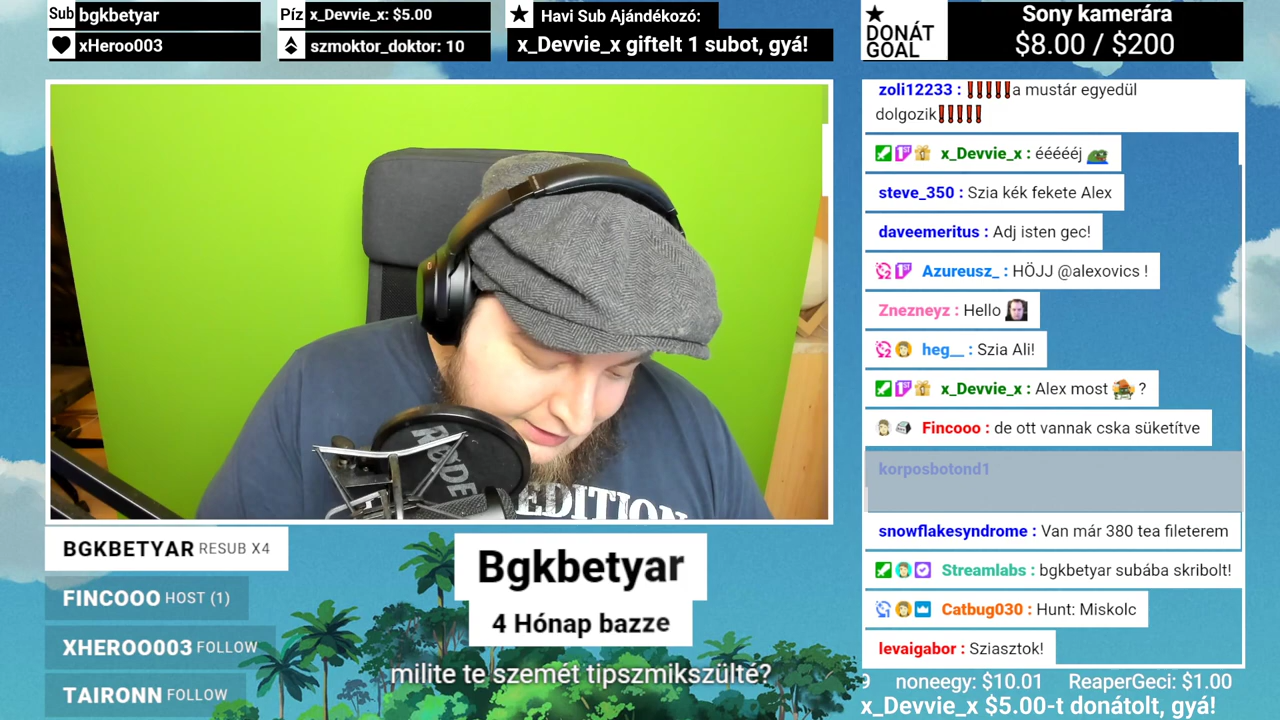 Sub bgkbetyar
xHeroo003
Píz x_Devvie_x: $5.00
szmoktor_doktor: 10
Havi Sub Ajándékozó:
x_Devvie_x giftelt 1 subot, gyá!
DONÁT
GOAL
Sony kamerára
$8.00 / $200
zoli12233 : ‼‼‼a mustár egyedül
dolgozik‼‼‼
x_Devvie_x : ééééèj
steve_350 : Szia kék fekete Alex
daveemeritus : Adj isten gec!
Azureusz_ : HÖJJ @alexovics !
Znezneyz : Hello
heg__ : Szia Ali!
x_Devvie_x : Alex most ?
Fincooo : de ott vannak cska süketítve
korposbotond1
snowflakesyndrome : Van már 380 tea fileterem
Streamlabs : bgkbetyar subába skribolt!
Catbug030 : Hunt: Miskolc
levaigabor : Sziasztok!
RØDE
EDITION
BGKBETYAR RESUB X4
FINCOOO HOST (1)
XHEROO003 FOLLOW
TAIRONN FOLLOW
Bgkbetyar
4 Hónap bazze
milite te szemét tipszmikszülté?
9 noneegy: $10.01 ReaperGeci: $1.00
x_Devvie_x $5.00-t donátolt, gyá!